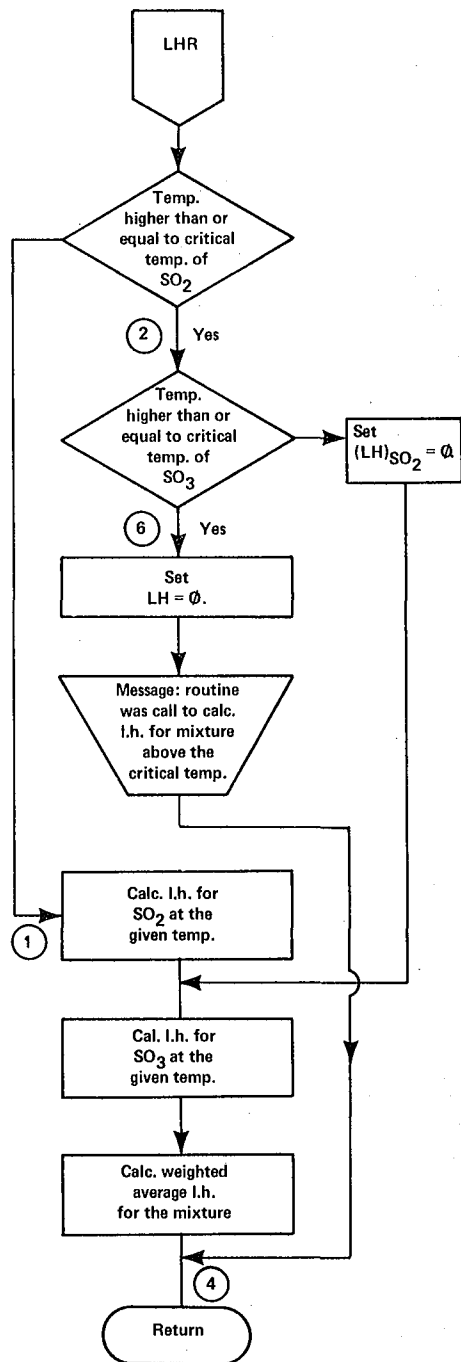 LHR
Temp.
higher than or
equal to critical
temp. of
SO2
2 Yes
Temp.
higher than or
equal to critical
temp. of
SO3
Set
(LH)SO2 = Ø.
6 Yes
Set
LH = Ø.
Message: routine
was call to calc.
l.h. for mixture
above the
critical temp.
Calc. l.h. for
SO2 at the
given temp.
1
Cal. l.h. for
SO3 at the
given temp.
Calc. weighted
average l.h.
for the mixture
4
Return